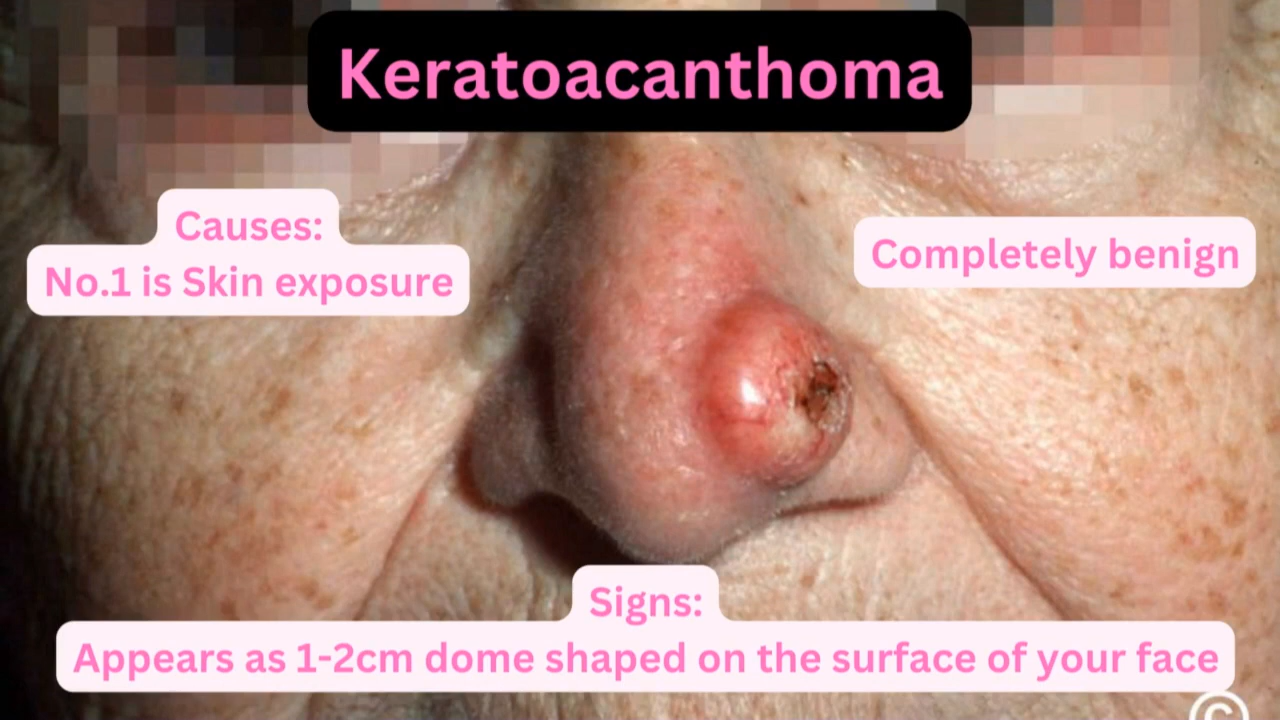 Keratoacanthoma
Causes:
No.1 is Skin exposure
Completely benign
Signs:
Appears as 1-2cm dome shaped on the surface of your face
©